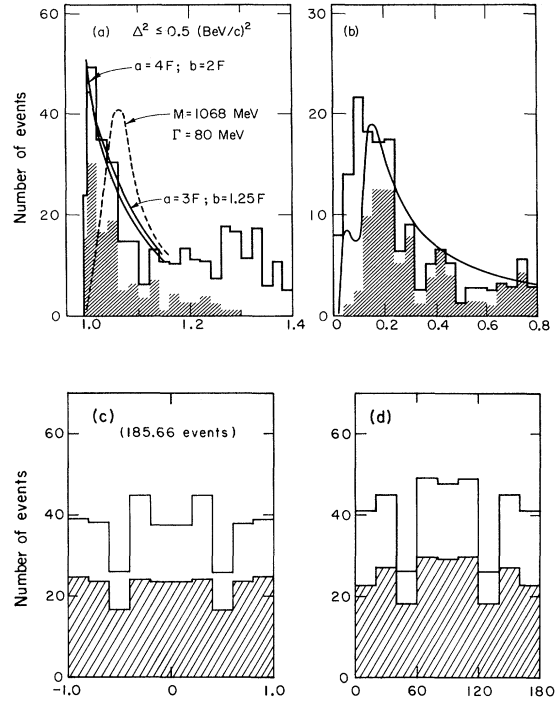 (a) Δ² ≤ 0.5 (BeV/c)²
a = 4F ; b = 2F
M = 1068 MeV
Γ = 80 MeV
a = 3F ; b = 1.25F
Number of events
60
40
20
0
1.0
1.2
1.4
(b)
30
20
10
0
0
0.2
0.4
0.6
0.8
(c)
(185.66 events)
Number of events
60
40
20
0
-1.0
0
1.0
(d)
60
40
20
0
0
60
120
180